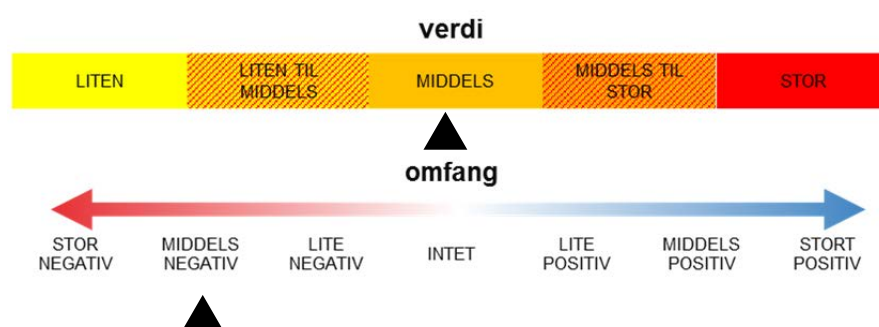 verdi
LITEN
LITEN TIL
MIDDELS
MIDDELS
MIDDELS TIL
STOR
STOR
omfang
STOR
NEGATIV
MIDDELS
NEGATIV
LITE
NEGATIV
INTET
LITE
POSITIV
MIDDELS
POSITIV
STORT
POSITIV